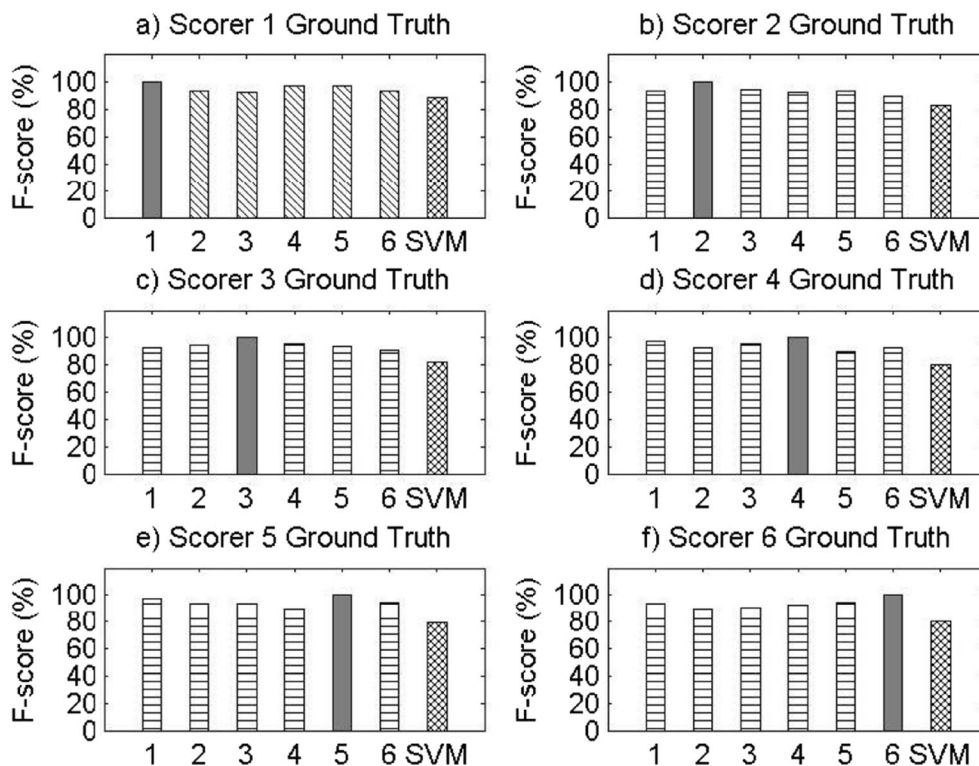 a) Scorer 1 Ground Truth
F-score (%)
100
80
60
40
20
0
1 2 3 4 5 6 SVM
b) Scorer 2 Ground Truth
F-score (%)
100
80
60
40
20
0
1 2 3 4 5 6 SVM
c) Scorer 3 Ground Truth
F-score (%)
100
80
60
40
20
0
1 2 3 4 5 6 SVM
d) Scorer 4 Ground Truth
F-score (%)
100
80
60
40
20
0
1 2 3 4 5 6 SVM
e) Scorer 5 Ground Truth
F-score (%)
100
80
60
40
20
0
1 2 3 4 5 6 SVM
f) Scorer 6 Ground Truth
F-score (%)
100
80
60
40
20
0
1 2 3 4 5 6 SVM